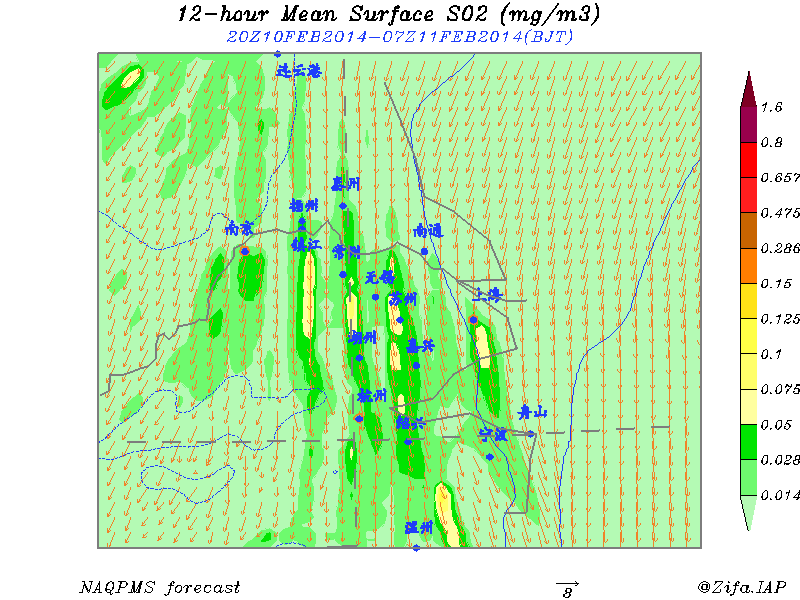 12-hour Mean Surface SO2 (mg/m3)
20Z10FEB2014-07Z11FEB2014(BJT)
连云港
1.6
0.8
0.657
泰州
扬州
0.475
南京
南通
镇江
常州
0.286
无锡
0.15
上海
苏州
0.125
湖州
嘉兴
0.1
0.075
杭州
舟山
绍兴
0.05
宁波
0.028
0.014
温州
NAQPMS forecast
8
@Zifa.IAP